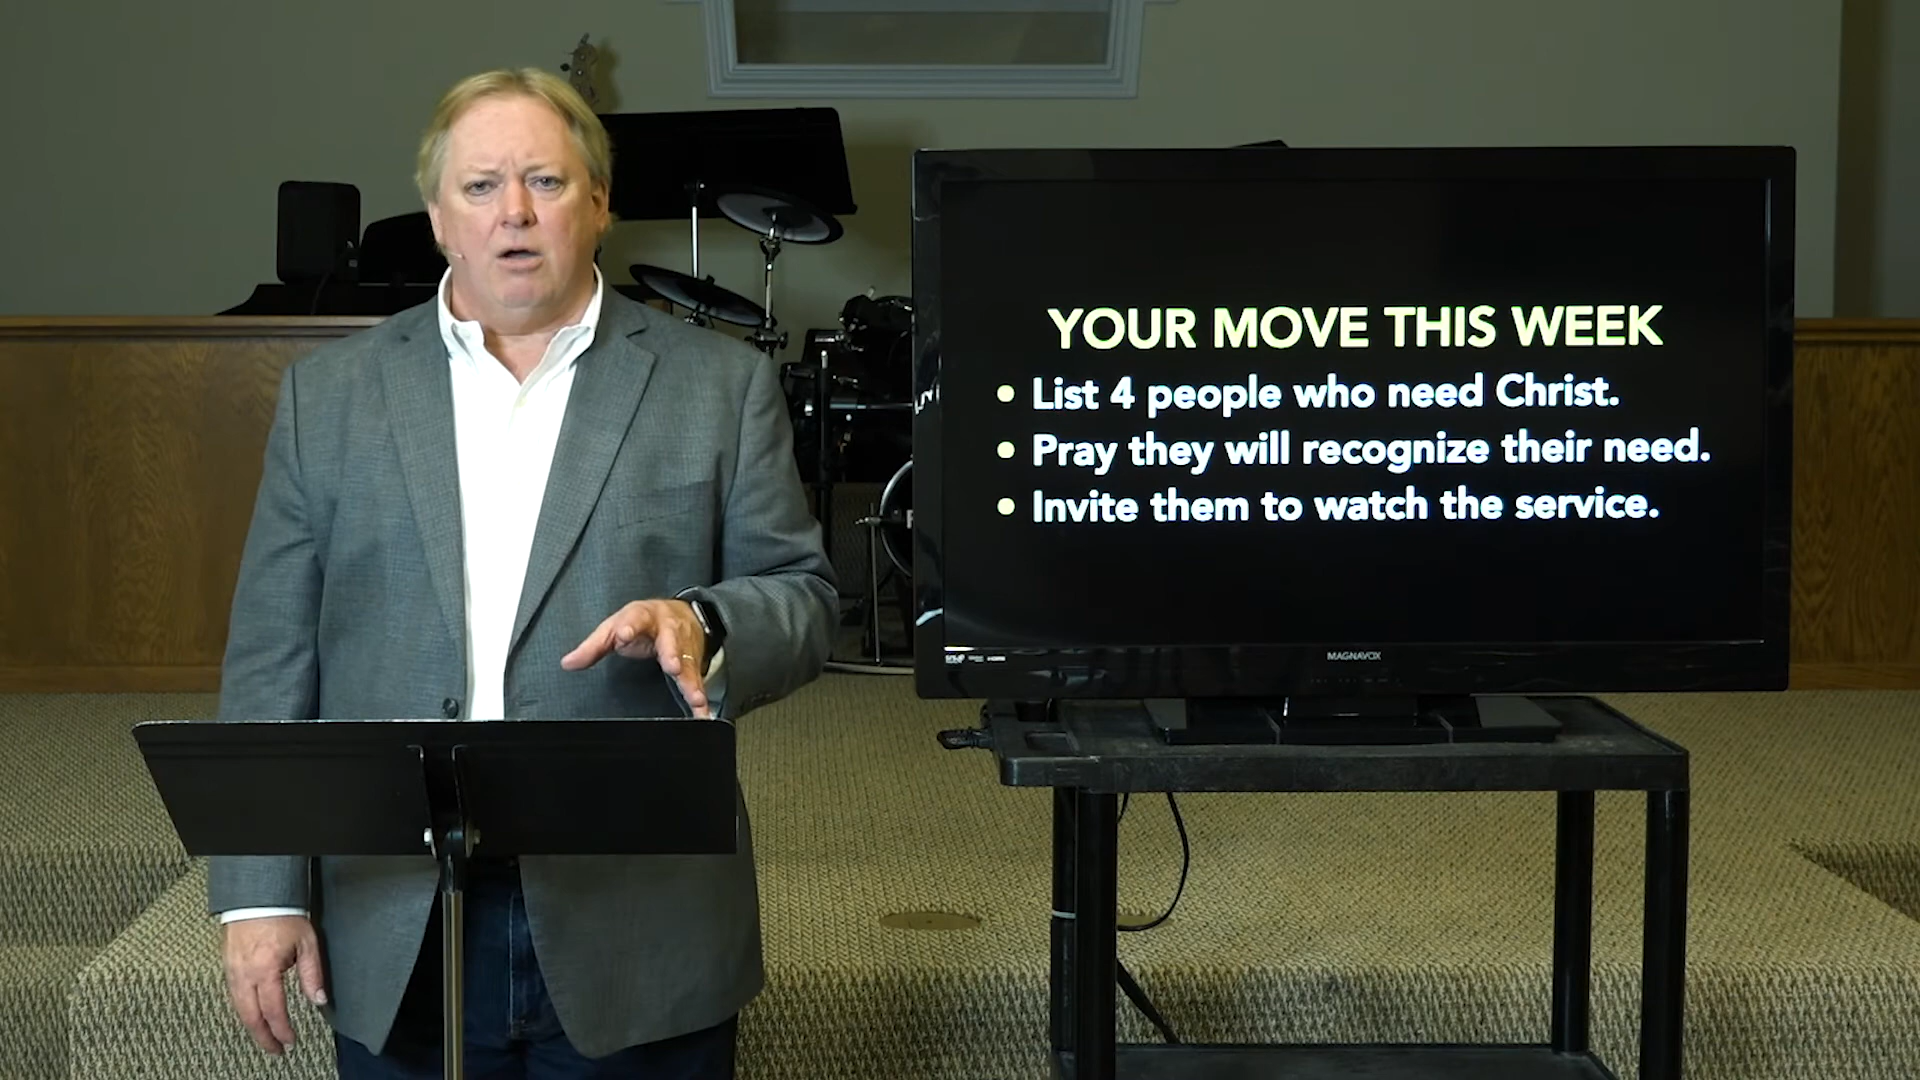 YOUR MOVE THIS WEEK
• List 4 people who need Christ.
• Pray they will recognize their need.
• Invite them to watch the service.
MAGNAVOX